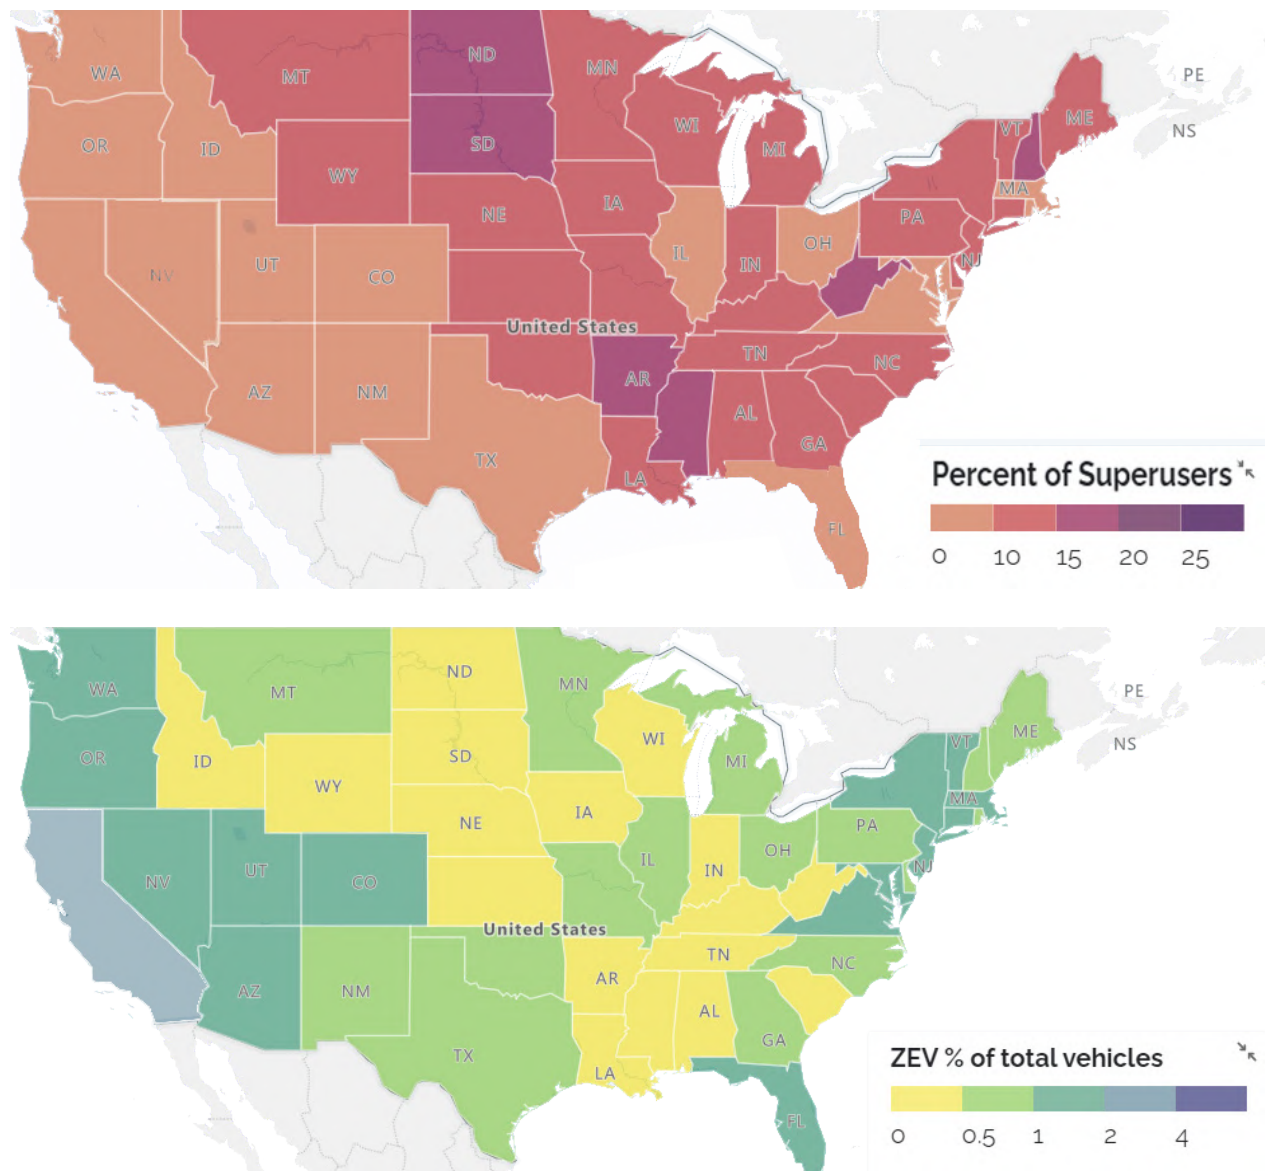 ND
MN
WA
MT
PE
ME
WI
VT
NS
OR
ID
SD
MI
WY
MA
IA
NE
PA
OH
IL
UT
NJ
IN
NV
CO
United States
TN
NC
AR
AZ
NM
AL
GA
TX
Percent of Superusers
LA
FL
0 10 15 20 25
ND
MN
WA
MT
PE
ME
WI
VT
NS
OR
SD
ID
MI
WY
MA
IA
NE
PA
OH
IL
NJ
UT
IN
NV
CO
United States
TN
NC
AR
AZ
NM
AL
GA
TX
ZEV % of total vehicles
LA
FL
0 0.5 1 2 4